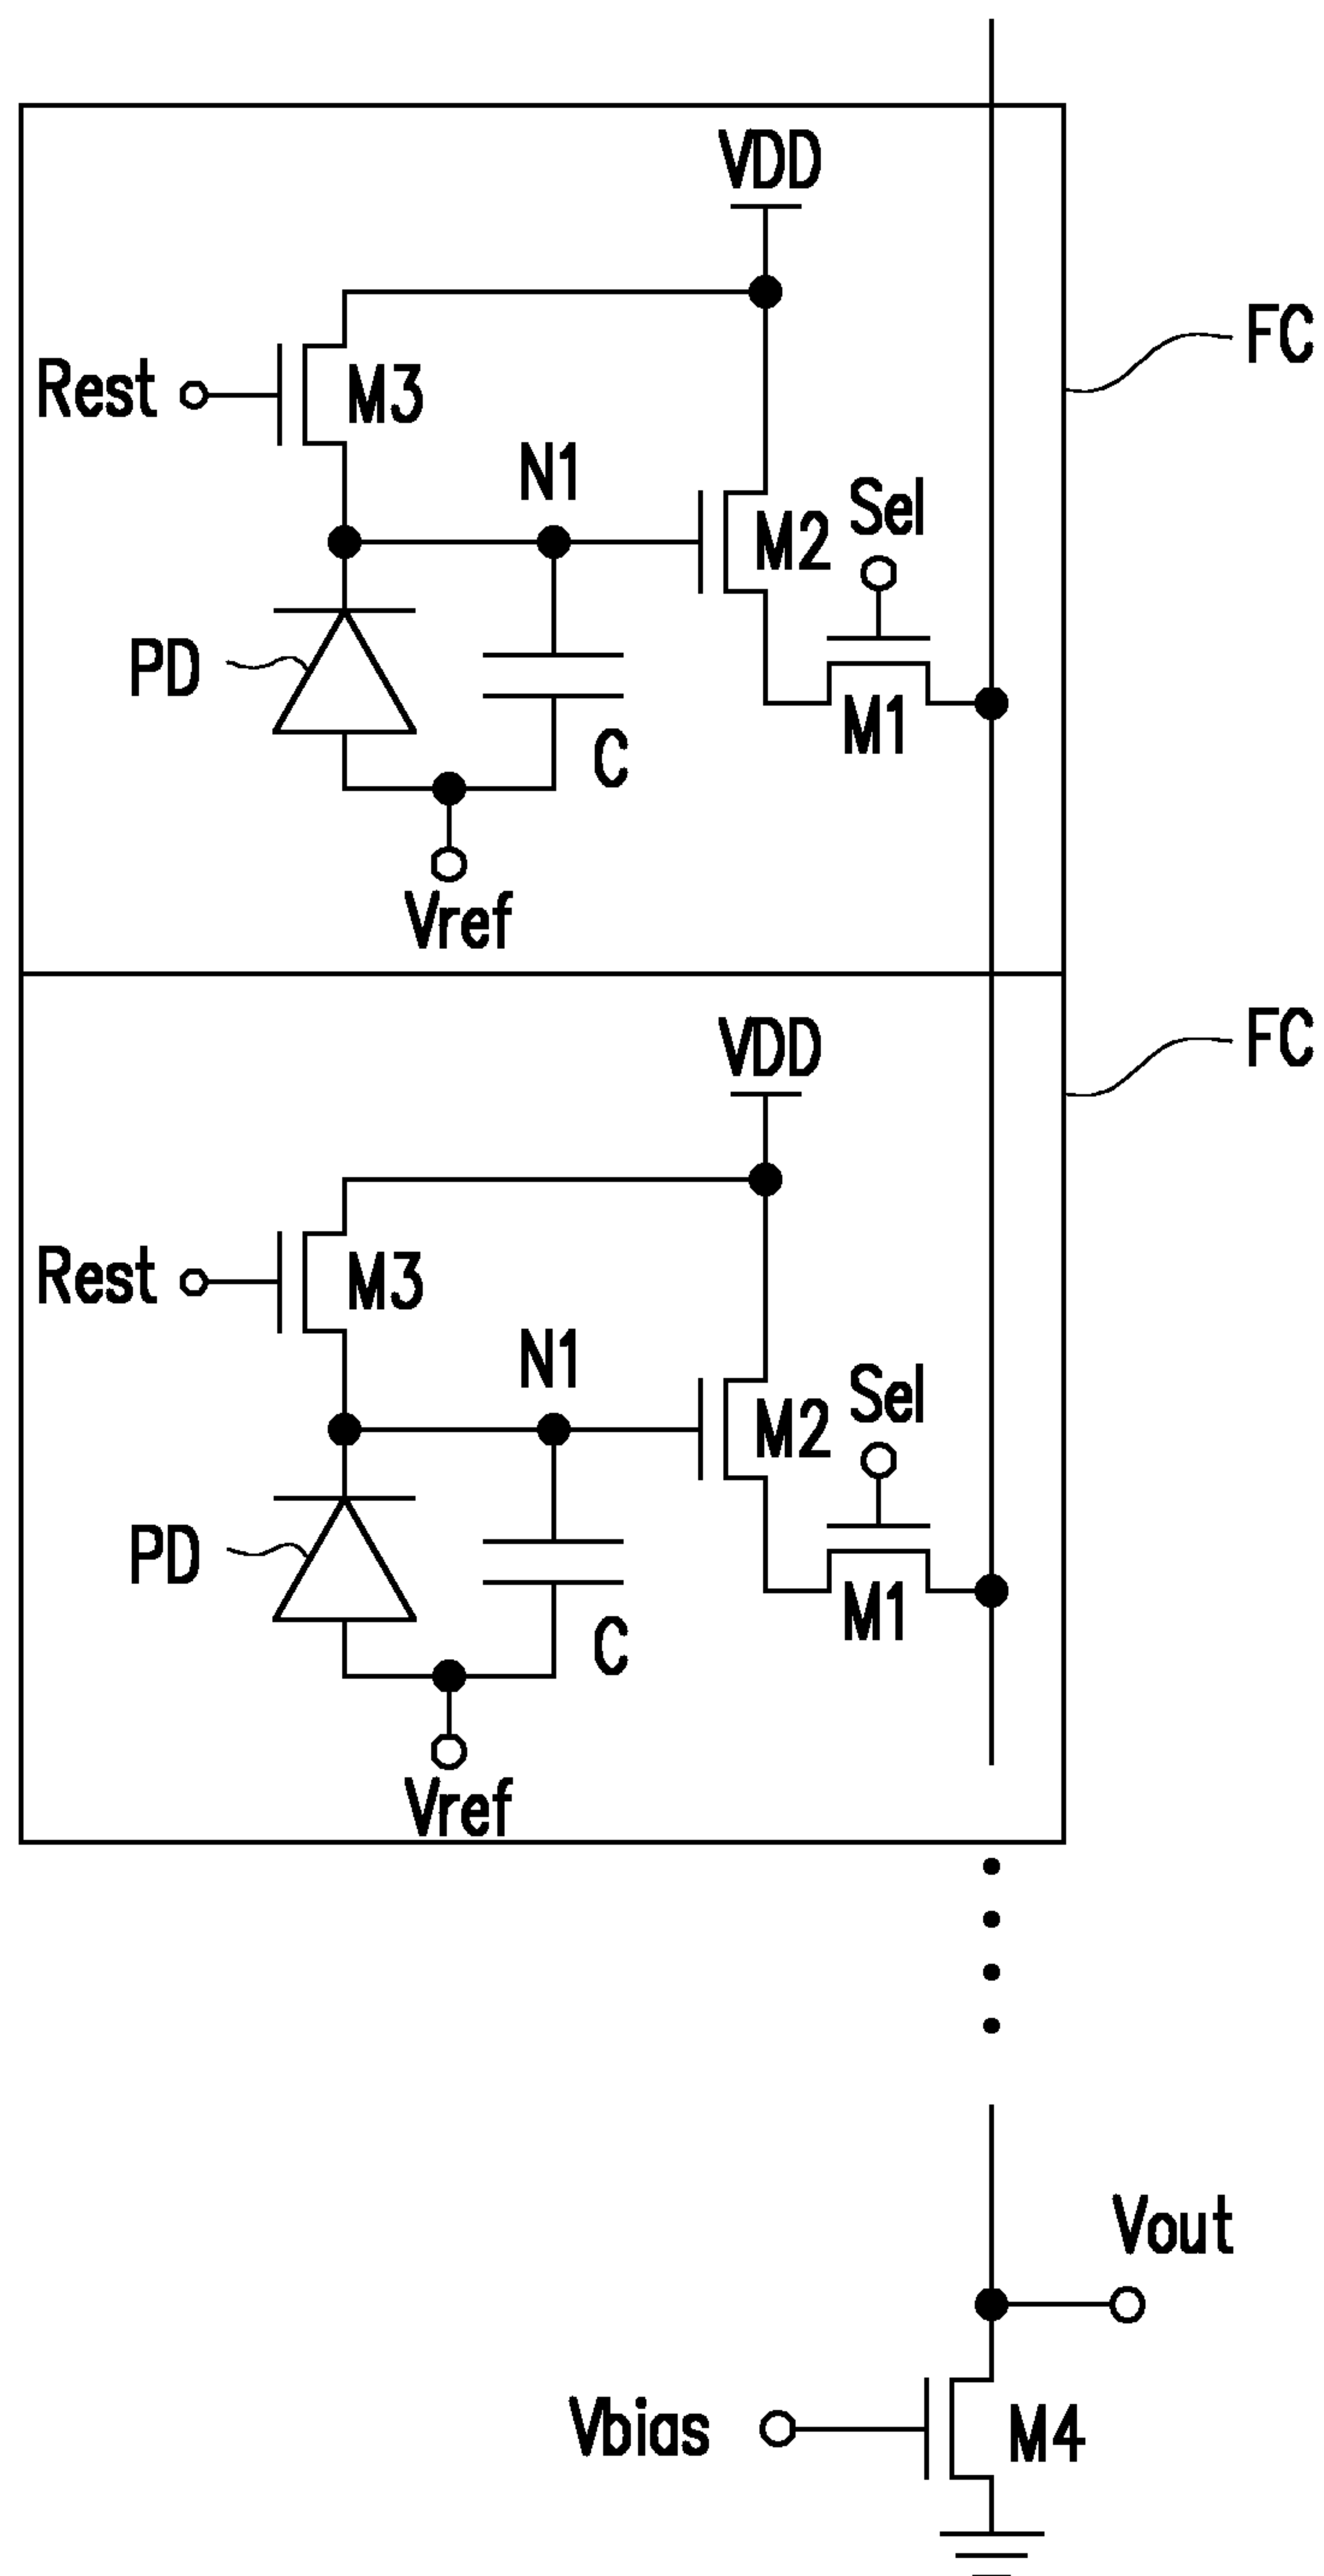 VDD
FC
Rest
M3
N1
Sel
M2
PD
M1
C
Vref
VDD
FC
Rest
M3
N1
Sel
M2
PD
M1
C
Vref
Vout
Vbias
M4